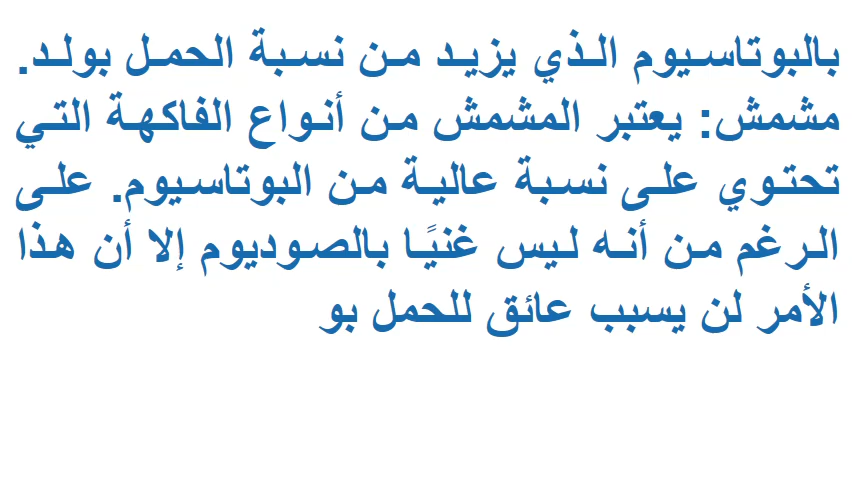 بالبوتاسيوم الذي يزيد من نسبة الحمل بولد.
مشمش: يعتبر المشمش من أنواع الفاكهة التي
تحتوي على نسبة عالية من البوتاسيوم. على
الرغم من أنه ليس غنيًا بالصوديوم إلا أن هذا
الأمر لن يسبب عائق للحمل بو